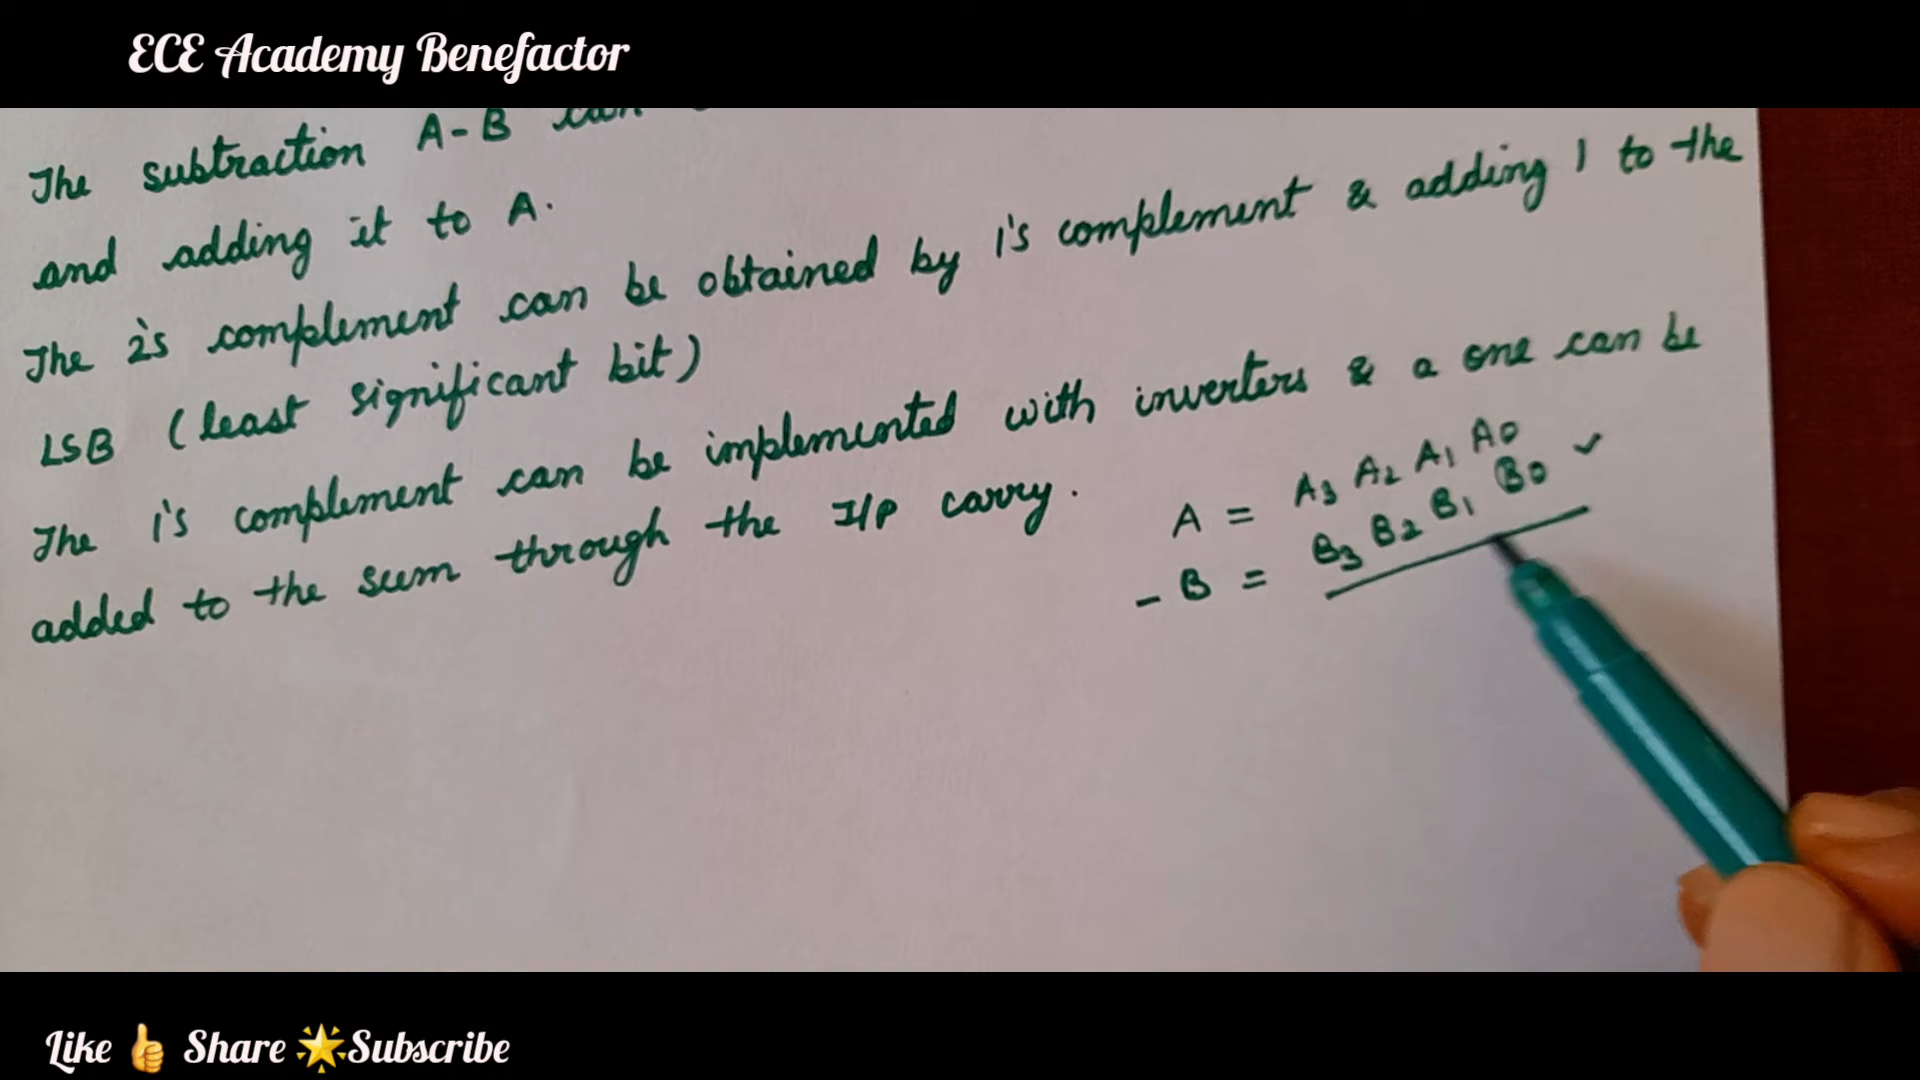 ECE Academy Benefactor
The subtraction A-B can
and adding it to A.
The 2's complement can be obtained by 1's complement & adding 1 to the
LSB (least significant bit)
The 1's complement can be implemented with inverters & a one can be
added to the sum through the I/P carry.
A = A3 A2 A1 A0
- B = B3 B2 B1 B0 ✓
Like 👍 Share 🌟Subscribe